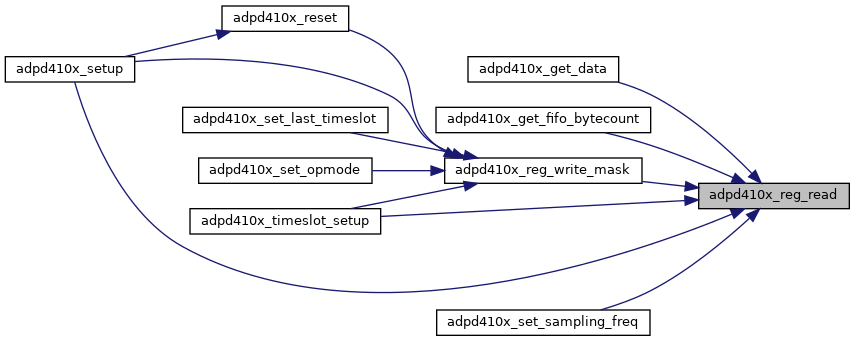 adpd410x_reset
adpd410x_setup
adpd410x_get_data
adpd410x_set_last_timeslot
adpd410x_get_fifo_bytecount
adpd410x_set_opmode
adpd410x_reg_write_mask
adpd410x_reg_read
adpd410x_timeslot_setup
adpd410x_set_sampling_freq